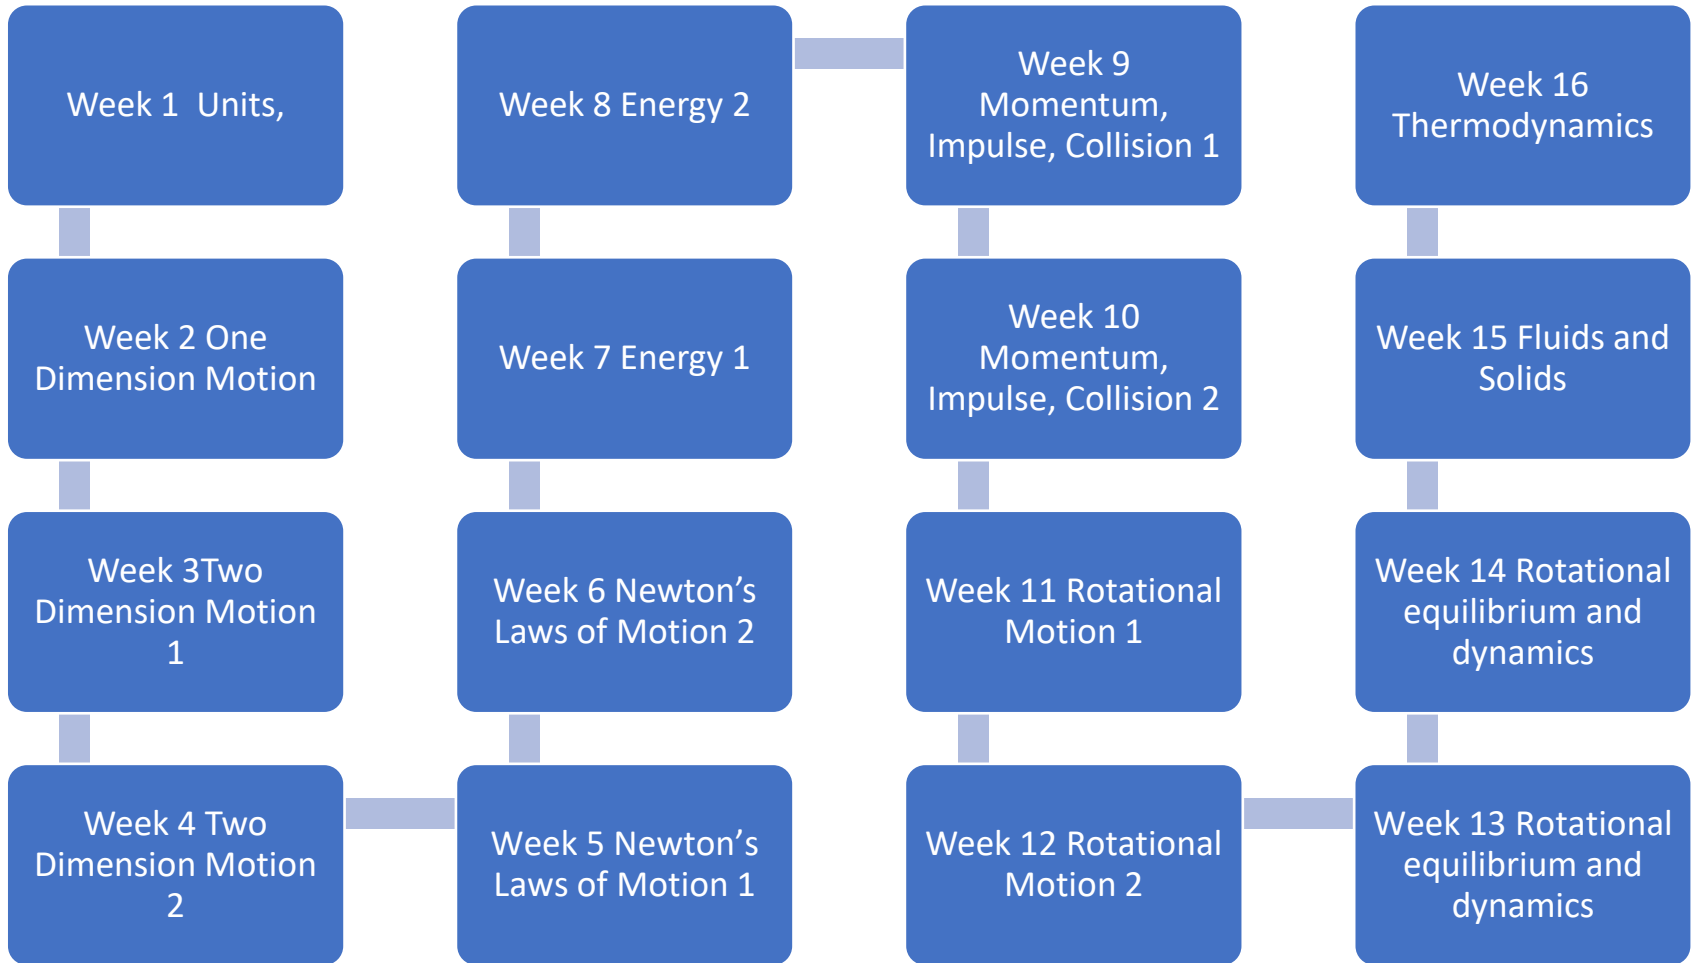 Week 1  Units,
Week 2 One
Dimension Motion
Week 3Two
Dimension Motion
1
Week 4 Two
Dimension Motion
2
Week 5 Newton’s
Laws of Motion 1
Week 6 Newton’s
Laws of Motion 2
Week 7 Energy 1
Week 8 Energy 2
Week 9
Momentum,
Impulse, Collision 1
Week 10
Momentum,
Impulse, Collision 2
Week 11 Rotational
Motion 1
Week 12 Rotational
Motion 2
Week 13 Rotational
equilibrium and
dynamics
Week 14 Rotational
equilibrium and
dynamics
Week 15 Fluids and
Solids
Week 16
Thermodynamics